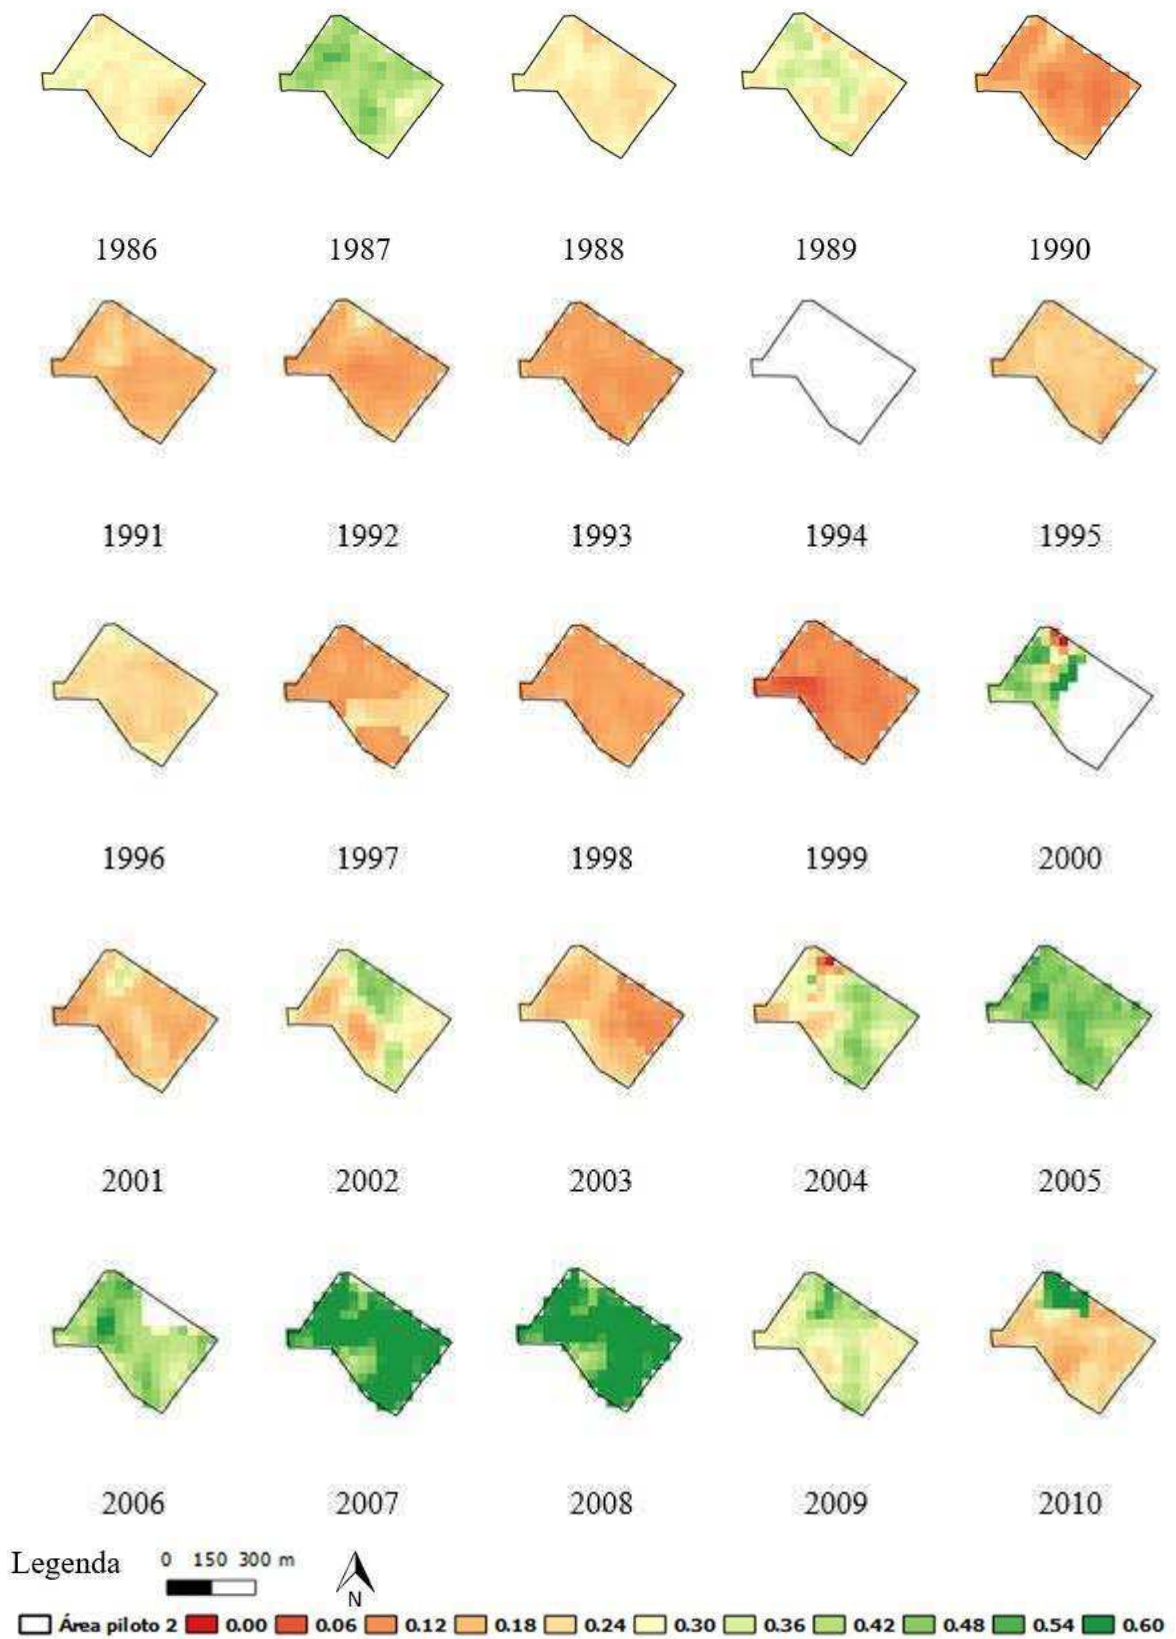 1986 1987 1988 1989 1990
1991 1992 1993 1994 1995
1996 1997 1998 1999 2000
2001 2002 2003 2004 2005
2006 2007 2008 2009 2010
Legenda 0 150 300 m
N
Área piloto 2 0.00 0.06 0.12 0.18 0.24 0.30 0.36 0.42 0.48 0.54 0.60